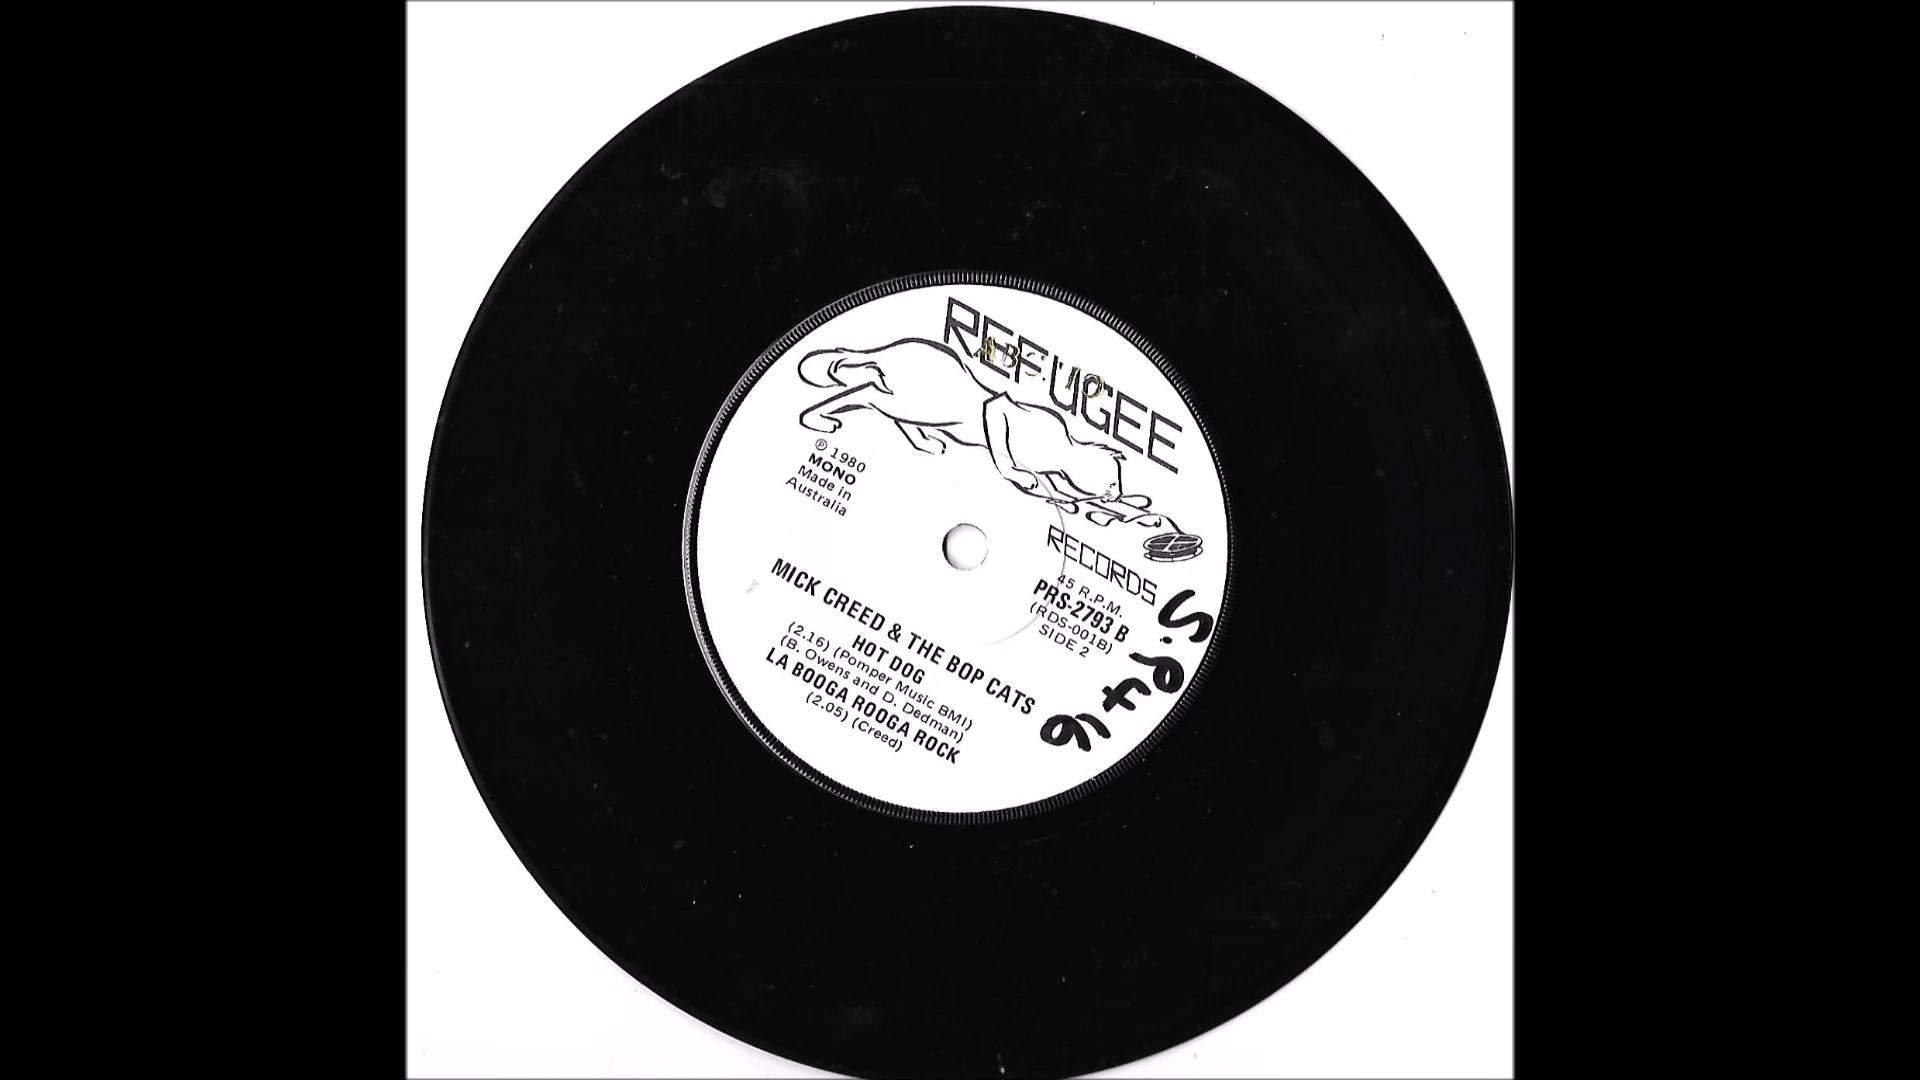 REFUGEE
℗ 1980
MONO
Made in
Australia
RECORDS
45 R.P.M.
PRS-2793 B
(RDS-001B)
SIDE 2
MICK CREED & THE BOP CATS
HOT DOG
(2.16) (Pomper Music BMI)
(B. Owens and D. Dedman)
LA BOOGA ROOGA ROCK
(2.05) (Creed)